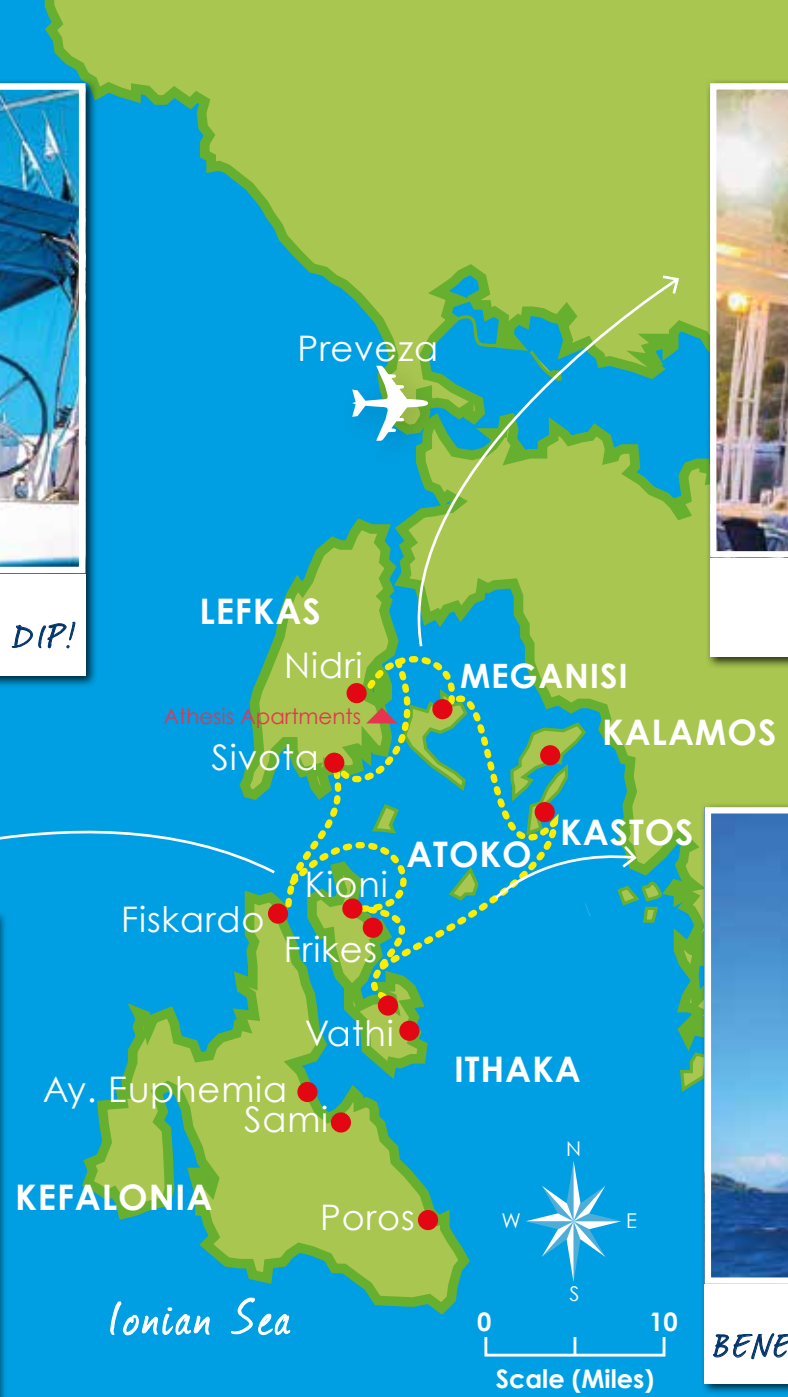 Preveza
DIP!
LEFKAS
Nidri
MEGANISI
Athesis Apartments
KALAMOS
Sivota
KASTOS
ATOKO
Kioni
Fiskardo
Frikes
Vathi
ITHAKA
Ay. Euphemia
Sami
KEFALONIA
Poros
N
W
E
S
Ionian Sea
0 10
Scale (Miles)
BENE